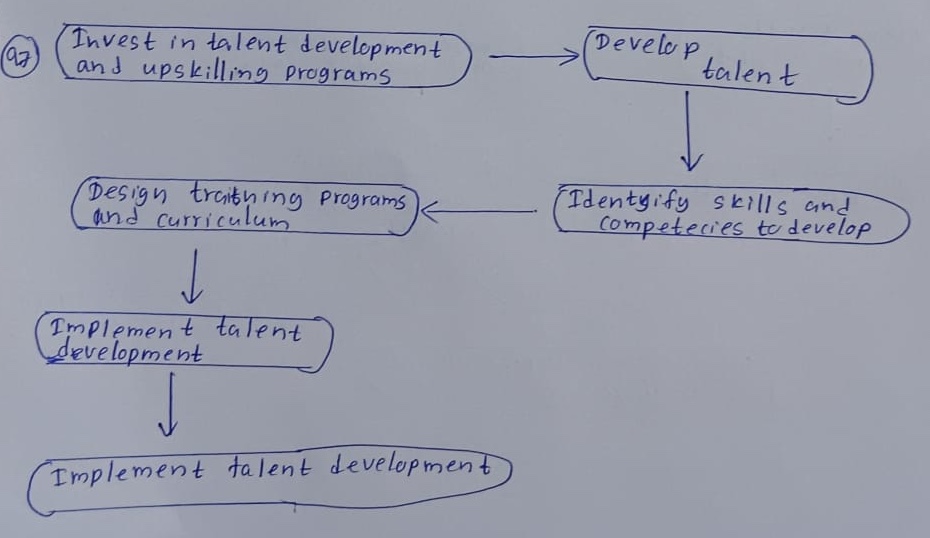 97
Invest in talent development
and upskilling programs
Develop
talent
Identyify skills and
competecies to develop
Design traithing programs
and curriculum
Implement talent
development
Implement talent development